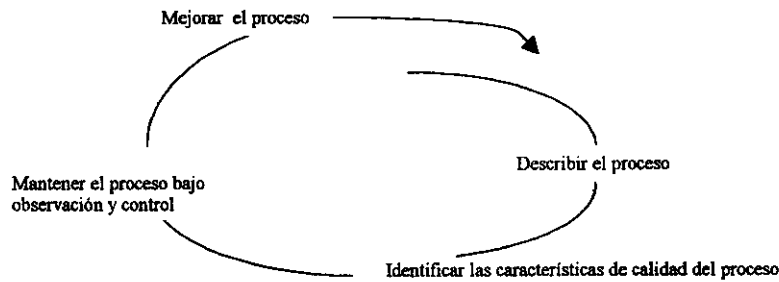 Mejorar el proceso
Describir el proceso
Mantener el proceso bajo
observación y control
Identificar las características de calidad del proceso